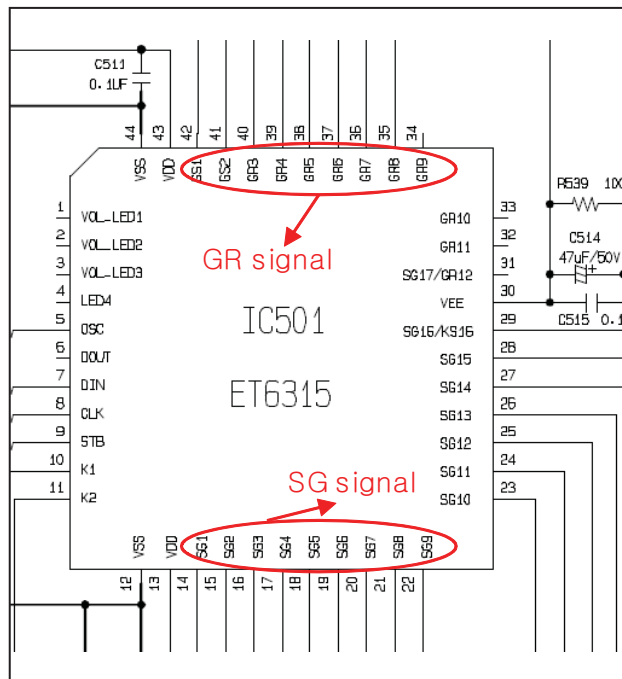 C511
0.1UF
44 43 42 41 40 39 38 37 36 35 34
VSS VDD GS1 GS2 GR3 GR4 GR5 GR6 GR7 GR8 GR9
GR signal
1 VOL_LED1
2 VOL_LED2
3 VOL_LED3
4 LED4
5 OSC
6 DOUT
7 DIN
8 CLK
9 STB
10 K1
11 K2
IC501
ET6315
GR10 33
GR11 32
SG17/GR12 31
VEE 30
SG16/KS16 29
SG15 28
SG14 27
SG13 26
SG12 25
SG11 24
SG10 23
R539 10
C514
47uF/50V
+
C515 0.1
SG signal
VSS VDD SG1 SG2 SG3 SG4 SG5 SG6 SG7 SG8 SG9
12 13 14 15 16 17 18 19 20 21 22